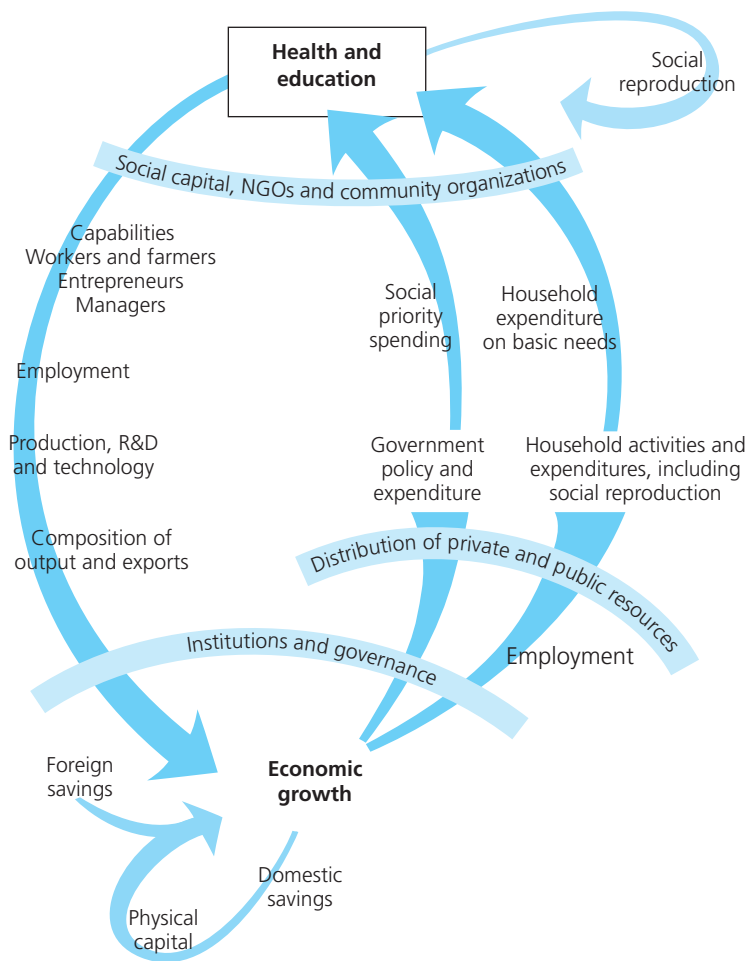 Health and
education
Social
reproduction
Social capital, NGOs and community organizations
Capabilities
Workers and farmers
Entrepreneurs
Managers
Social
priority
spending
Household
expenditure
on basic needs
Employment
Production, R&D
and technology
Government
policy and
expenditure
Household activities and
expenditures, including
social reproduction
Composition of
output and exports
Distribution of private and public resources
Institutions and governance
Employment
Foreign
savings
Economic
growth
Domestic
savings
Physical
capital